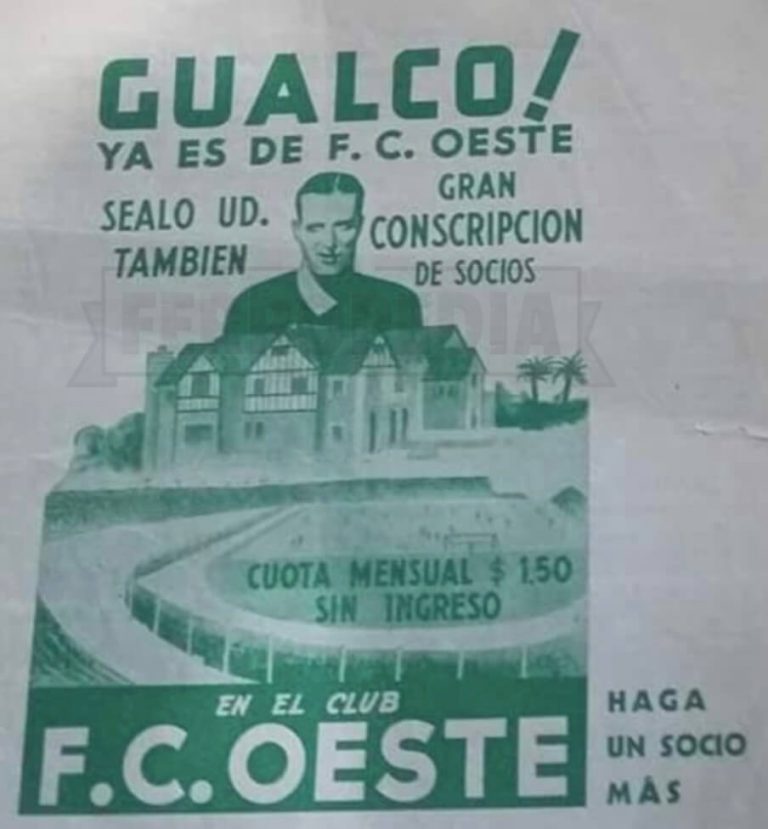 GUALCO!
YA ES DE F. C. OESTE
SEALO UD.
TAMBIEN
GRAN
CONSCRIPCION
DE SOCIOS
FERROPEDIA
CUOTA MENSUAL $ 1.50
SIN INGRESO
EN EL CLUB
F.C. OESTE
HAGA
UN SOCIO
MÁS